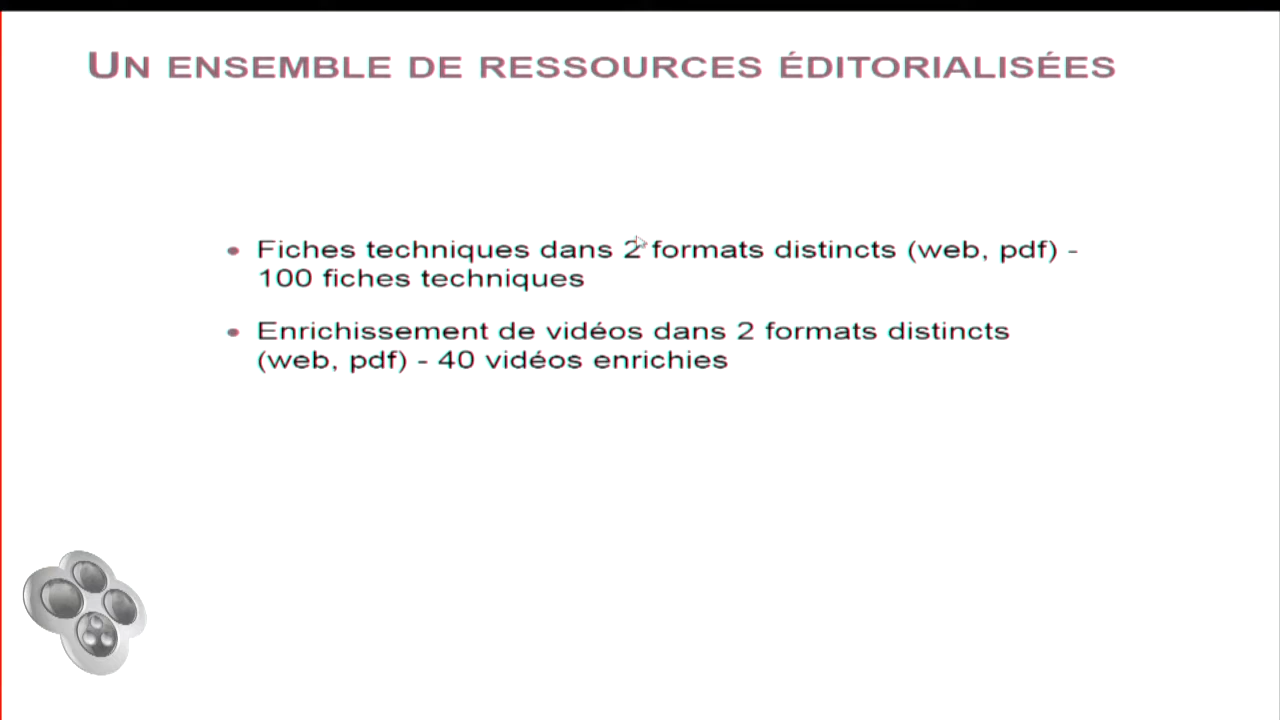 UN ENSEMBLE DE RESSOURCES ÉDITORIALISÉES
• Fiches techniques dans 2 formats distincts (web, pdf) -
100 fiches techniques
• Enrichissement de vidéos dans 2 formats distincts
(web, pdf) - 40 vidéos enrichies